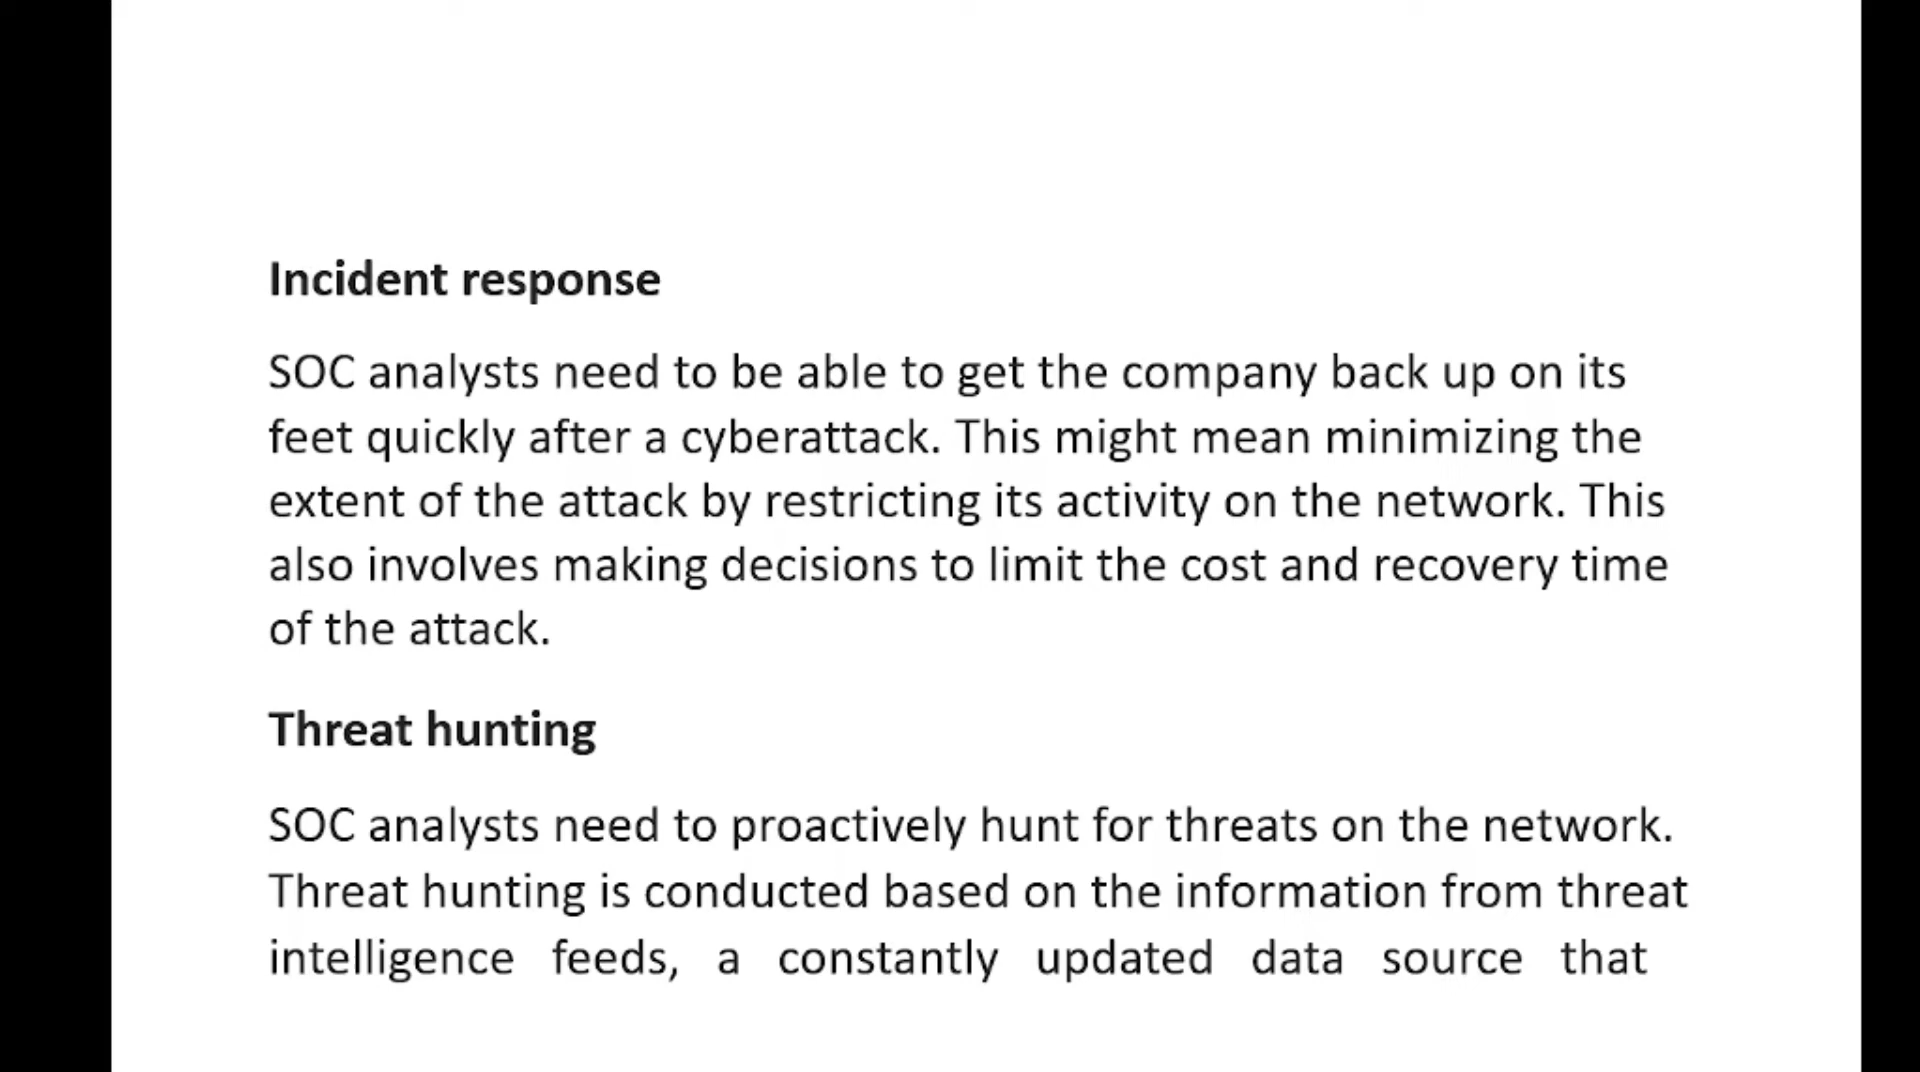 Incident response
SOC analysts need to be able to get the company back up on its
feet quickly after a cyberattack. This might mean minimizing the
extent of the attack by restricting its activity on the network. This
also involves making decisions to limit the cost and recovery time
of the attack.
Threat hunting
SOC analysts need to proactively hunt for threats on the network.
Threat hunting is conducted based on the information from threat
intelligence feeds, a constantly updated data source that